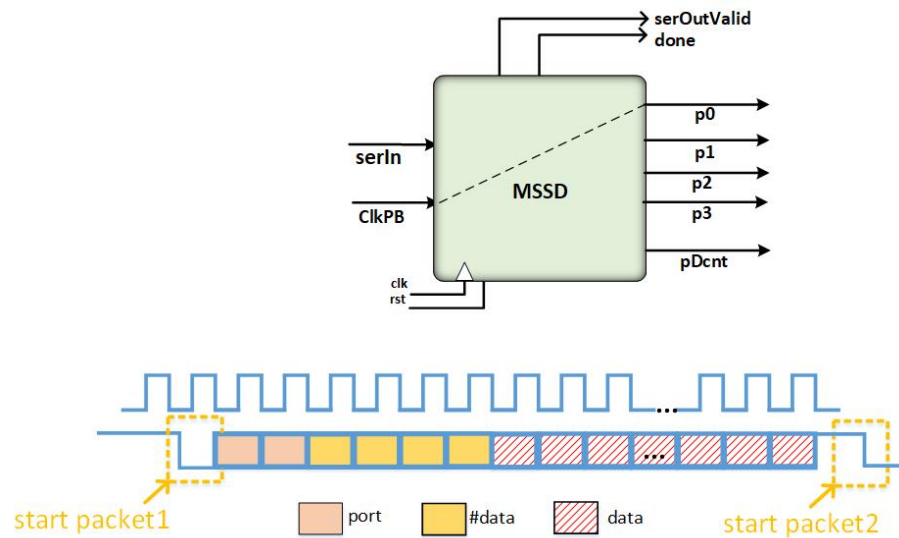 serOutValid
done
p0
serIn
p1
MSSD
p2
ClkPB
p3
pDcnt
clk
rst
...
...
start packet1
port
#data
data
start packet2